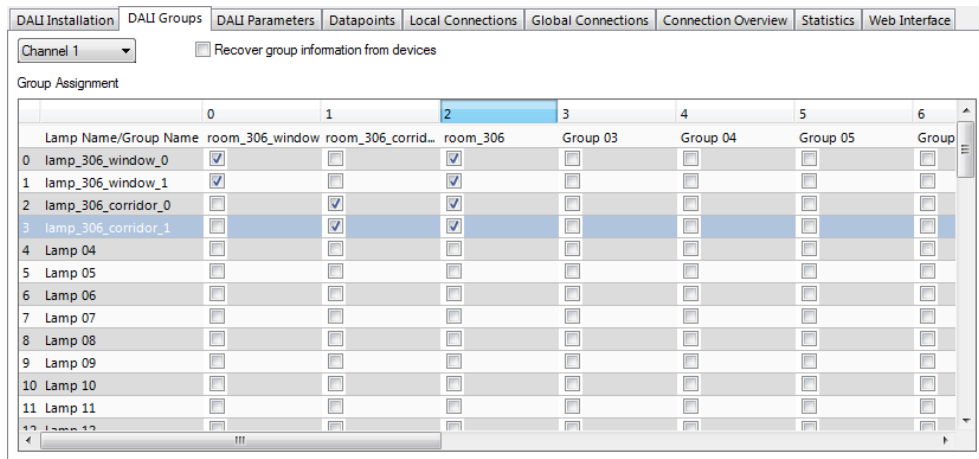 DALI Installation DALI Groups DALI Parameters Datapoints Local Connections Global Connections Connection Overview Statistics Web Interface
Channel 1 Recover group information from devices
Group Assignment
0 1 2 3 4 5 6
Lamp Name/Group Name room_306_window room_306_corrid... room_306 Group 03 Group 04 Group 05 Group
0 lamp_306_window_0
1 lamp_306_window_1
2 lamp_306_corridor_0
3 lamp_306_corridor_1
4 Lamp 04
5 Lamp 05
6 Lamp 06
7 Lamp 07
8 Lamp 08
9 Lamp 09
10 Lamp 10
11 Lamp 11
12 Lamp 12